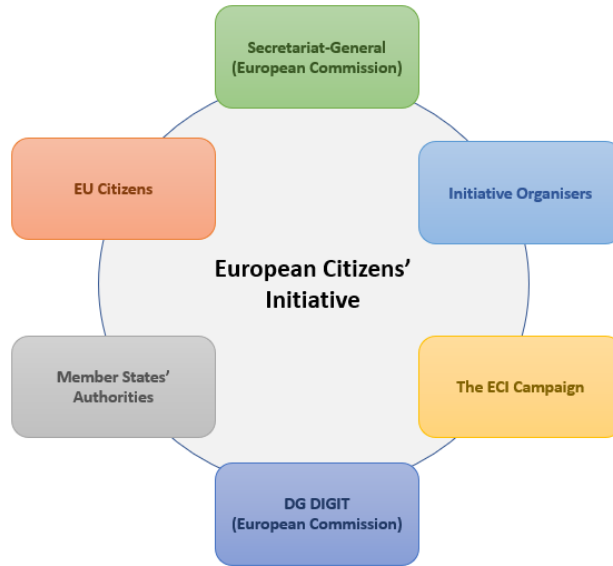 Secretariat-General
(European Commission)
EU Citizens
Initiative Organisers
European Citizens'
Initiative
Member States'
Authorities
The ECI Campaign
DG DIGIT
(European Commission)